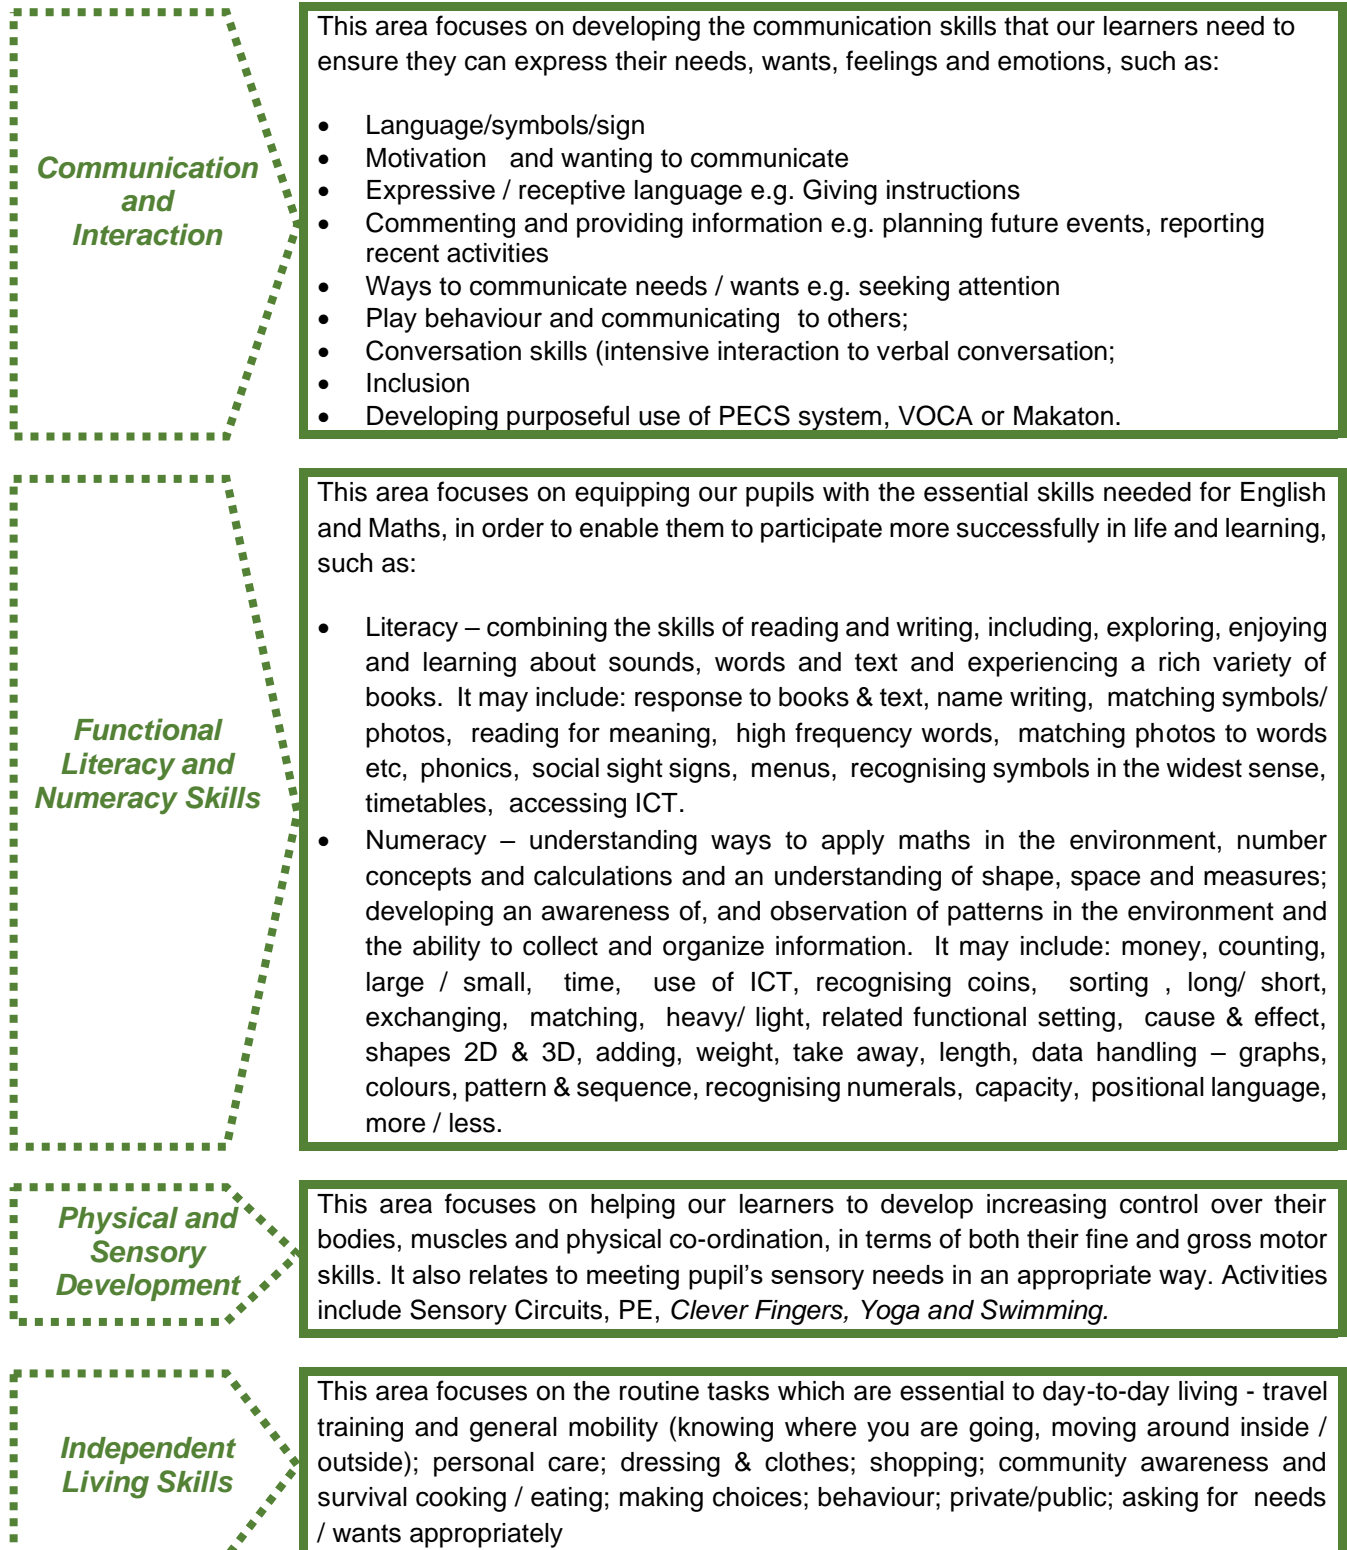 Communication
and
Interaction
This area focuses on developing the communication skills that our learners need to
ensure they can express their needs, wants, feelings and emotions, such as:
• Language/symbols/sign
• Motivation and wanting to communicate
• Expressive / receptive language e.g. Giving instructions
• Commenting and providing information e.g. planning future events, reporting
recent activities
• Ways to communicate needs / wants e.g. seeking attention
• Play behaviour and communicating to others;
• Conversation skills (intensive interaction to verbal conversation;
• Inclusion
• Developing purposeful use of PECS system, VOCA or Makaton.
Functional
Literacy and
Numeracy Skills
This area focuses on equipping our pupils with the essential skills needed for English
and Maths, in order to enable them to participate more successfully in life and learning,
such as:
• Literacy – combining the skills of reading and writing, including, exploring, enjoying
and learning about sounds, words and text and experiencing a rich variety of
books. It may include: response to books & text, name writing, matching symbols/
photos, reading for meaning, high frequency words, matching photos to words
etc, phonics, social sight signs, menus, recognising symbols in the widest sense,
timetables, accessing ICT.
• Numeracy – understanding ways to apply maths in the environment, number
concepts and calculations and an understanding of shape, space and measures;
developing an awareness of, and observation of patterns in the environment and
the ability to collect and organize information. It may include: money, counting,
large / small, time, use of ICT, recognising coins, sorting , long/ short,
exchanging, matching, heavy/ light, related functional setting, cause & effect,
shapes 2D & 3D, adding, weight, take away, length, data handling – graphs,
colours, pattern & sequence, recognising numerals, capacity, positional language,
more / less.
Physical and
Sensory
Development
This area focuses on helping our learners to develop increasing control over their
bodies, muscles and physical co-ordination, in terms of both their fine and gross motor
skills. It also relates to meeting pupil's sensory needs in an appropriate way. Activities
include Sensory Circuits, PE, Clever Fingers, Yoga and Swimming.
Independent
Living Skills
This area focuses on the routine tasks which are essential to day-to-day living - travel
training and general mobility (knowing where you are going, moving around inside /
outside); personal care; dressing & clothes; shopping; community awareness and
survival cooking / eating; making choices; behaviour; private/public; asking for needs
/ wants appropriately